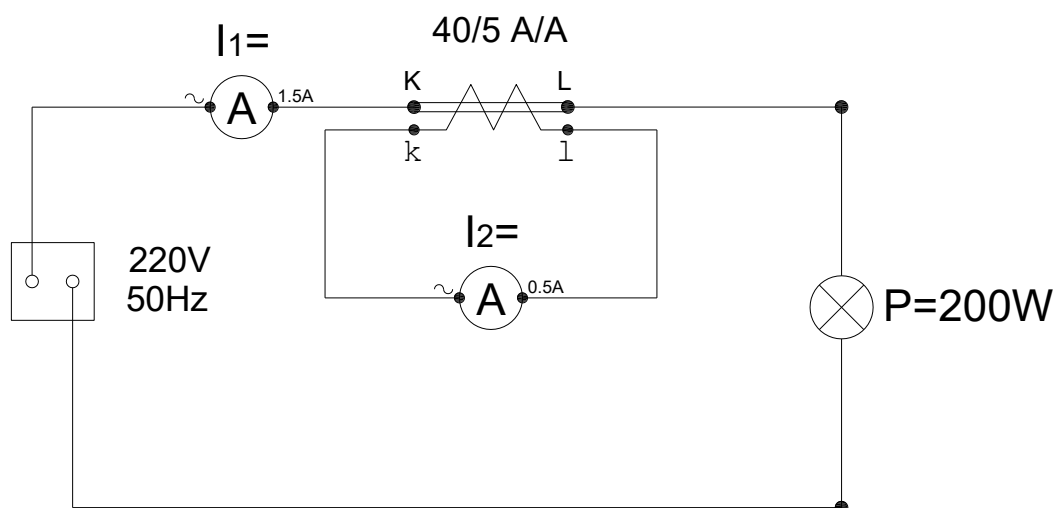 I1=
40/5 A/A
K
L
~
A
1.5A
k
l
I2=
~
A
0.5A
220V
50Hz
P=200W